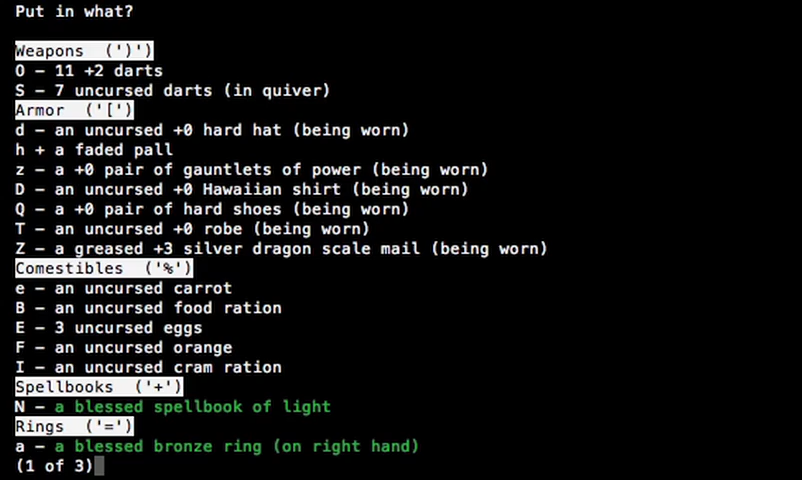 Put in what?
Weapons (')')
O - 11 +2 darts
S - 7 uncursed darts (in quiver)
Armor ('[')
d - an uncursed +0 hard hat (being worn)
h + a faded pall
z - a +0 pair of gauntlets of power (being worn)
D - an uncursed +0 Hawaiian shirt (being worn)
Q - a +0 pair of hard shoes (being worn)
T - an uncursed +0 robe (being worn)
Z - a greased +3 silver dragon scale mail (being worn)
Comestibles ('%')
e - an uncursed carrot
B - an uncursed food ration
E - 3 uncursed eggs
F - an uncursed orange
I - an uncursed cram ration
Spellbooks ('+')
N - a blessed spellbook of light
Rings ('=')
a - a blessed bronze ring (on right hand)
(1 of 3)